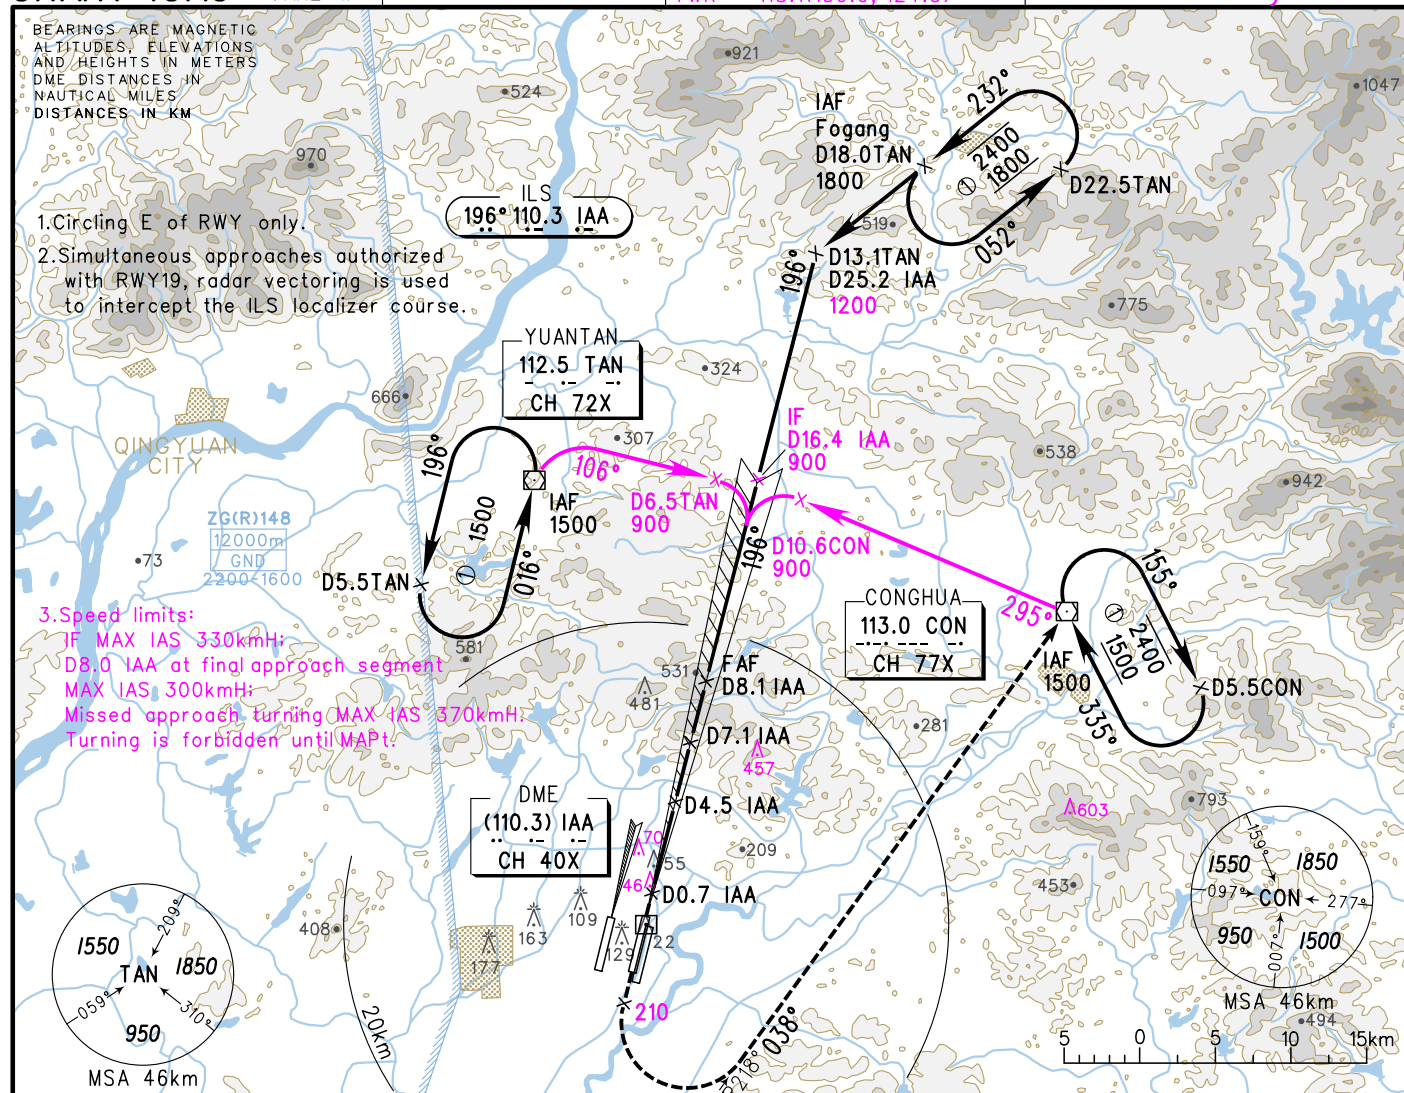 BEARINGS ARE MAGNETIC
ALTITUDES, ELEVATIONS
AND HEIGHTS IN METERS
DME DISTANCES IN
NAUTICAL MILES
DISTANCES IN KM
921
524
970
1047
IAF
Fogang
D18.0TAN
1800
232°
2400
1800
①
052°
D22.5TAN
ILS
196° 110.3 IAA
1.Circling E of RWY only.
2.Simultaneous approaches authorized
with RWY19, radar vectoring is used
to intercept the ILS localizer course.
519
196°
D13.1TAN
D25.2 IAA
1200
775
YUANTAN
112.5 TAN
CH 72X
324
666
QINGYUAN
CITY
196°
307
106°
IF
D16.4 IAA
900
538
942
300
500
1500
①
016°
IAF
1500
D6.5TAN
900
196°
D10.6CON
900
ZG(R)148
12000m
GND
2200-1600
73
D5.5TAN
295°
155°
CONGHUA
113.0 CON
CH 77X
①
2400
1500
IAF
1500
335°
D5.5CON
3.Speed limits:
IF MAX IAS 330kmH;
D8.0 IAA at final approach segment
MAX IAS 300kmH;
Missed approach turning MAX IAS 370kmH.
Turning is forbidden until MAPt.
581
531
481
FAF
D8.1 IAA
281
D7.1 IAA
457
D4.5 IAA
603
793
DME
(110.3) IAA
CH 40X
70
55
209
46
D0.7 IAA
453
109
163
129
22
177
408
210
20km
038°
218°
209°
1550
TAN
1850
059°
310°
950
MSA 46km
159°
1550
1850
097°
CON
277°
950
007°
1500
MSA 46km
494
5 0 5 10 15km